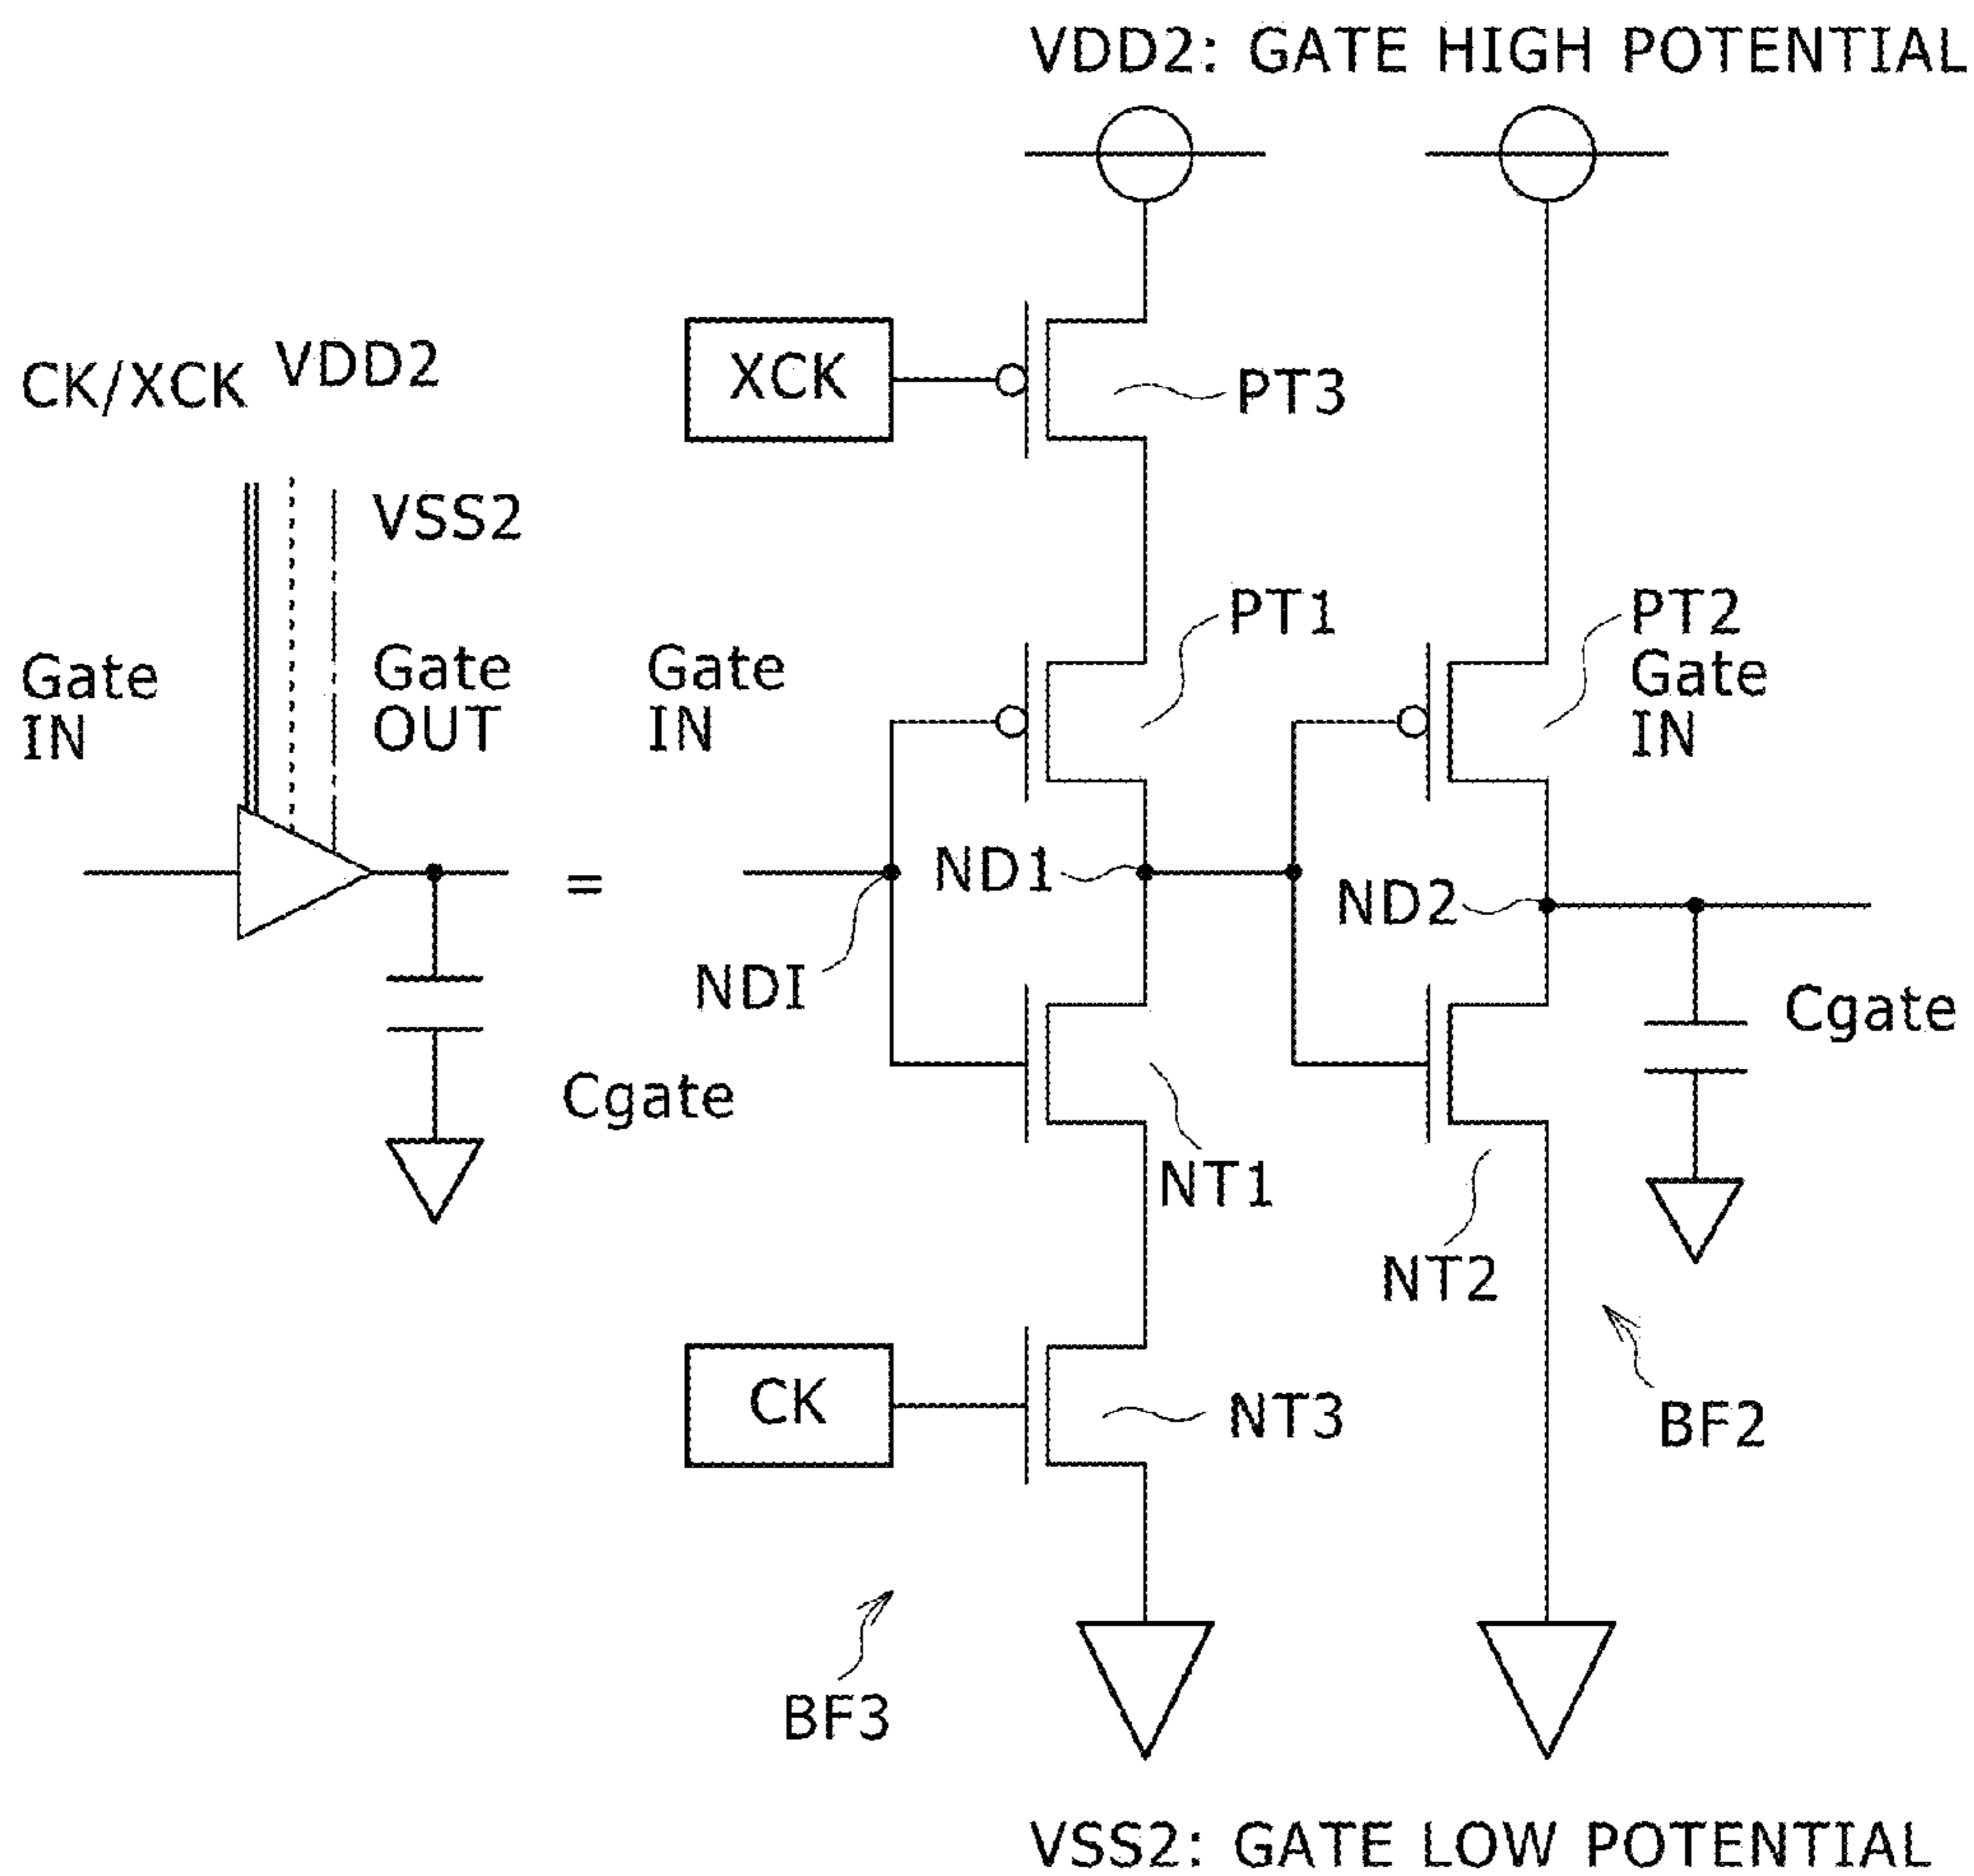 VDD2: GATE HIGH POTENTIAL
CK/XCK
VDD2
XCK
PT3
VSS2
Gate
IN
Gate
OUT
Gate
IN
PT1
PT2
Gate
IN
=
ND1
ND2
NDI
Cgate
Cgate
NT1
NT2
CK
NT3
BF2
BF3
VSS2: GATE LOW POTENTIAL